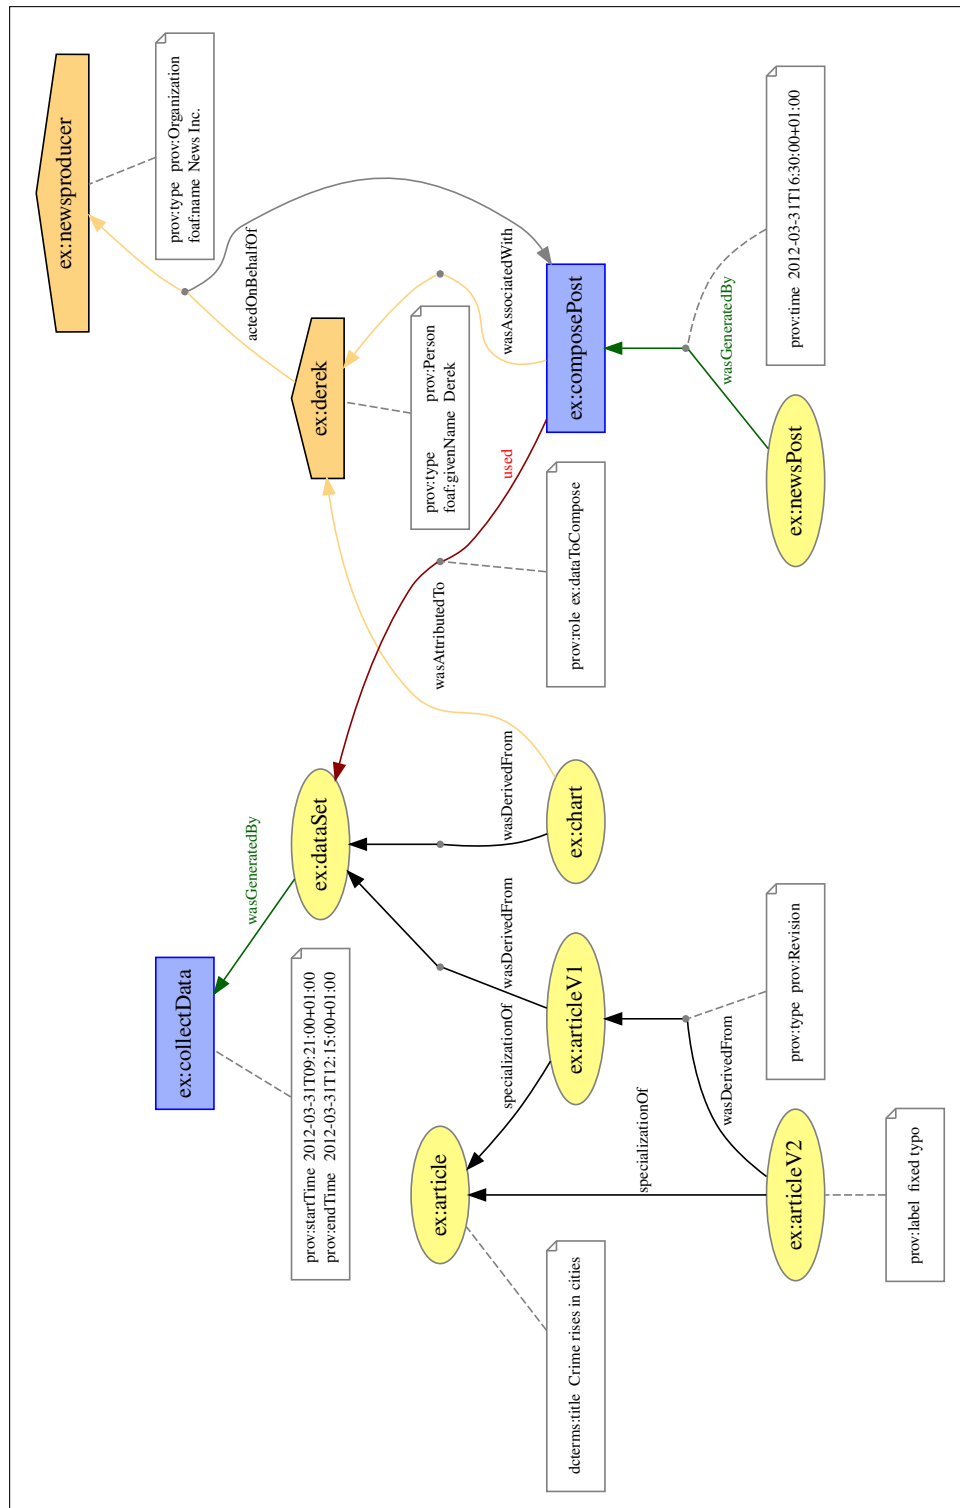 ex:newsproducer
prov:type prov:Organization
foaf:name News Inc.
actedOnBehalfOf
ex:derek
prov:type prov:Person
foaf:givenName Derek
wasAssociatedWith
ex:composePost
wasGeneratedBy
prov:time 2012-03-31T16:30:00+01:00
ex:newsPost
used
prov:role ex:dataToCompose
wasAttributedTo
wasGeneratedBy
ex:dataSet
wasDerivedFrom
ex:chart
ex:collectData
prov:startTime 2012-03-31T09:21:00+01:00
prov:endTime 2012-03-31T12:15:00+01:00
wasDerivedFrom
ex:articleV1
specializationOf
ex:article
dcterms:title Crime rises in cities
wasDerivedFrom
prov:type prov:Revision
specializationOf
ex:articleV2
prov:label fixed typo